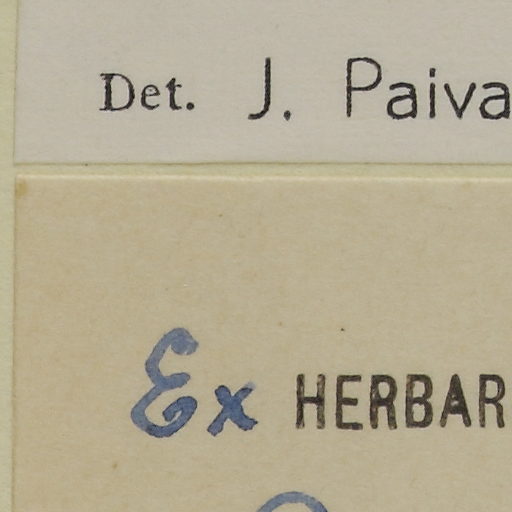 Det. J. Paiva
Ex HERBAR